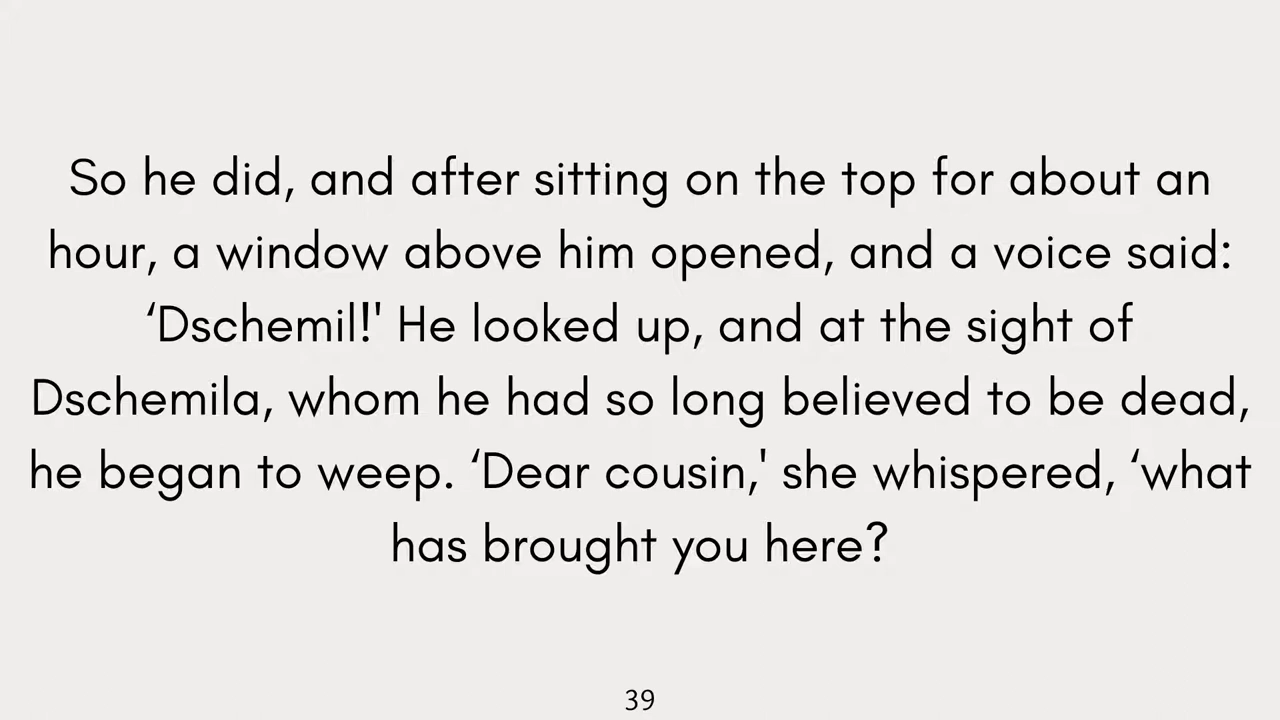 So he did, and after sitting on the top for about an
hour, a window above him opened, and a voice said:
‘Dschemil!' He looked up, and at the sight of
Dschemila, whom he had so long believed to be dead,
he began to weep. ‘Dear cousin,' she whispered, ‘what
has brought you here?
39